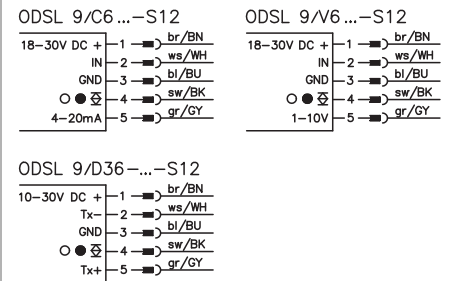 ODSL 9/C6...-S12
18-30V DC + 1 br/BN
IN 2 ws/WH
GND 3 bl/BU
4 sw/BK
4-20mA 5 gr/GY
ODSL 9/V6...-S12
18-30V DC + 1 br/BN
IN 2 ws/WH
GND 3 bl/BU
4 sw/BK
1-10V 5 gr/GY
ODSL 9/D36-...-S12
10-30V DC + 1 br/BN
Tx- 2 ws/WH
GND 3 bl/BU
4 sw/BK
Tx+ 5 gr/GY